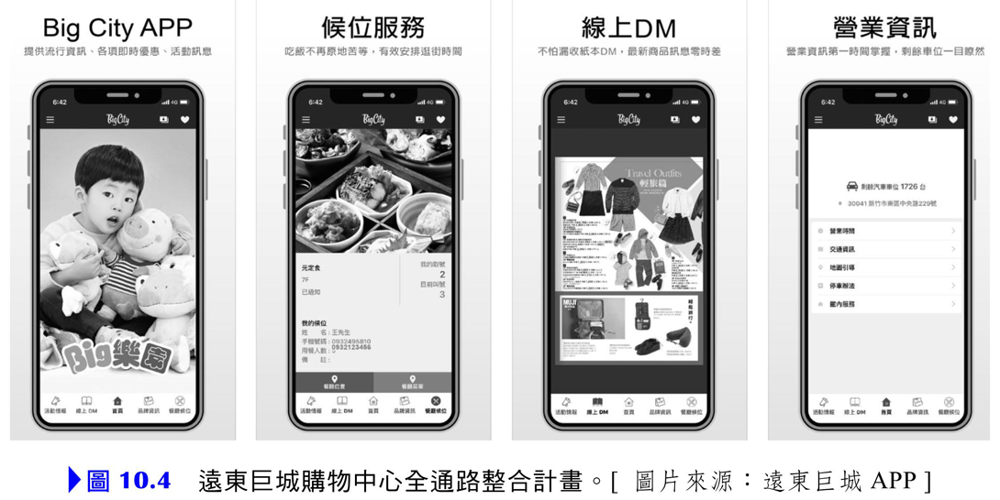 Big City APP
提供流行資訊、各項即時優惠、活動訊息
6:42
4G
BigCity
Big樂園
活動情報
線上 DM
首頁
品牌資訊
餐廳候位
候位服務
吃飯不再原地苦等，有效安排逛街時間
6:42
4G
BigCity
元定食
7F
已通知
我的取號
2
目前叫號
3
我的候位
姓 名 : 王先生
手機號碼 : 0932495810
0932123456
用餐人數 :
備 註 :
餐廳位置
餐廳菜單
活動情報
線上 DM
首頁
品牌資訊
餐廳候位
線上DM
不怕漏收紙本DM，最新商品訊息零時差
6:42
4G
BigCity
Travel Outfits
輕旅篇
MUJI
輕鬆旅行。
活動情報
線上 DM
首頁
品牌資訊
餐廳候位
營業資訊
營業資訊第一時間掌握，剩餘車位一目瞭然
6:42
4G
BigCity
剩餘汽車車位 1726 台
30041 新竹市東區中央路229號
營業時間
交通資訊
地圖引導
停車辦法
館內服務
活動情報
線上 DM
首頁
品牌資訊
餐廳候位
圖 10.4 遠東巨城購物中心全通路整合計畫。[ 圖片來源：遠東巨城 APP ]